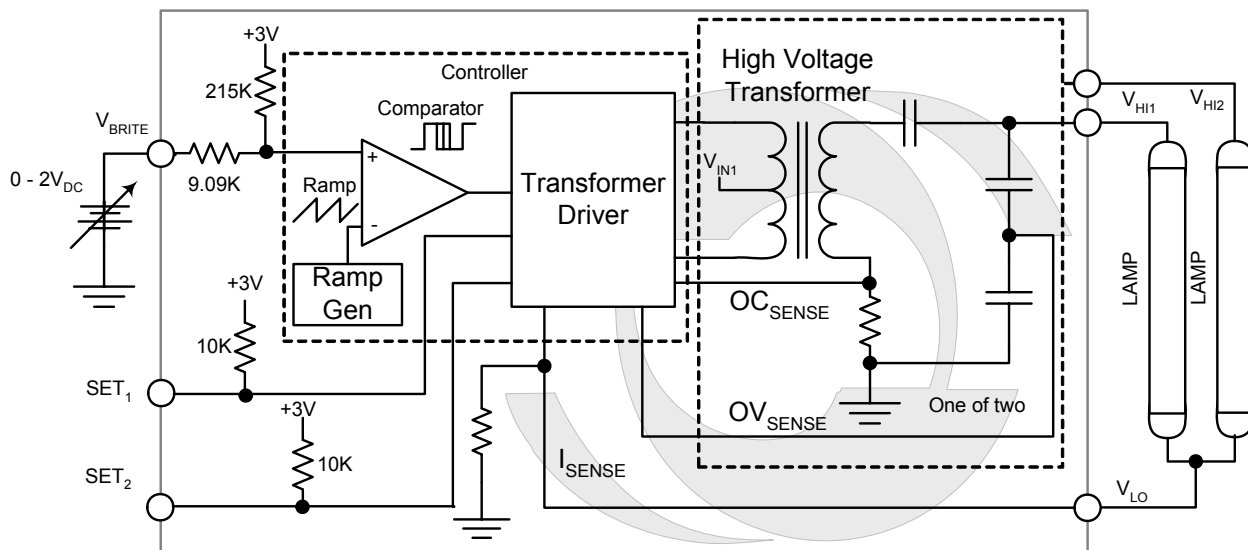 +3V
215K
V_BRITE
9.09K
0 - 2V_DC
Controller
Comparator
+
-
Ramp
Ramp
Gen
Transformer
Driver
High Voltage
Transformer
V_IN1
V_HI1
V_HI2
LAMP
LAMP
OC_SENSE
OV_SENSE
One of two
+3V
10K
SET_1
+3V
10K
SET_2
I_SENSE
V_LO